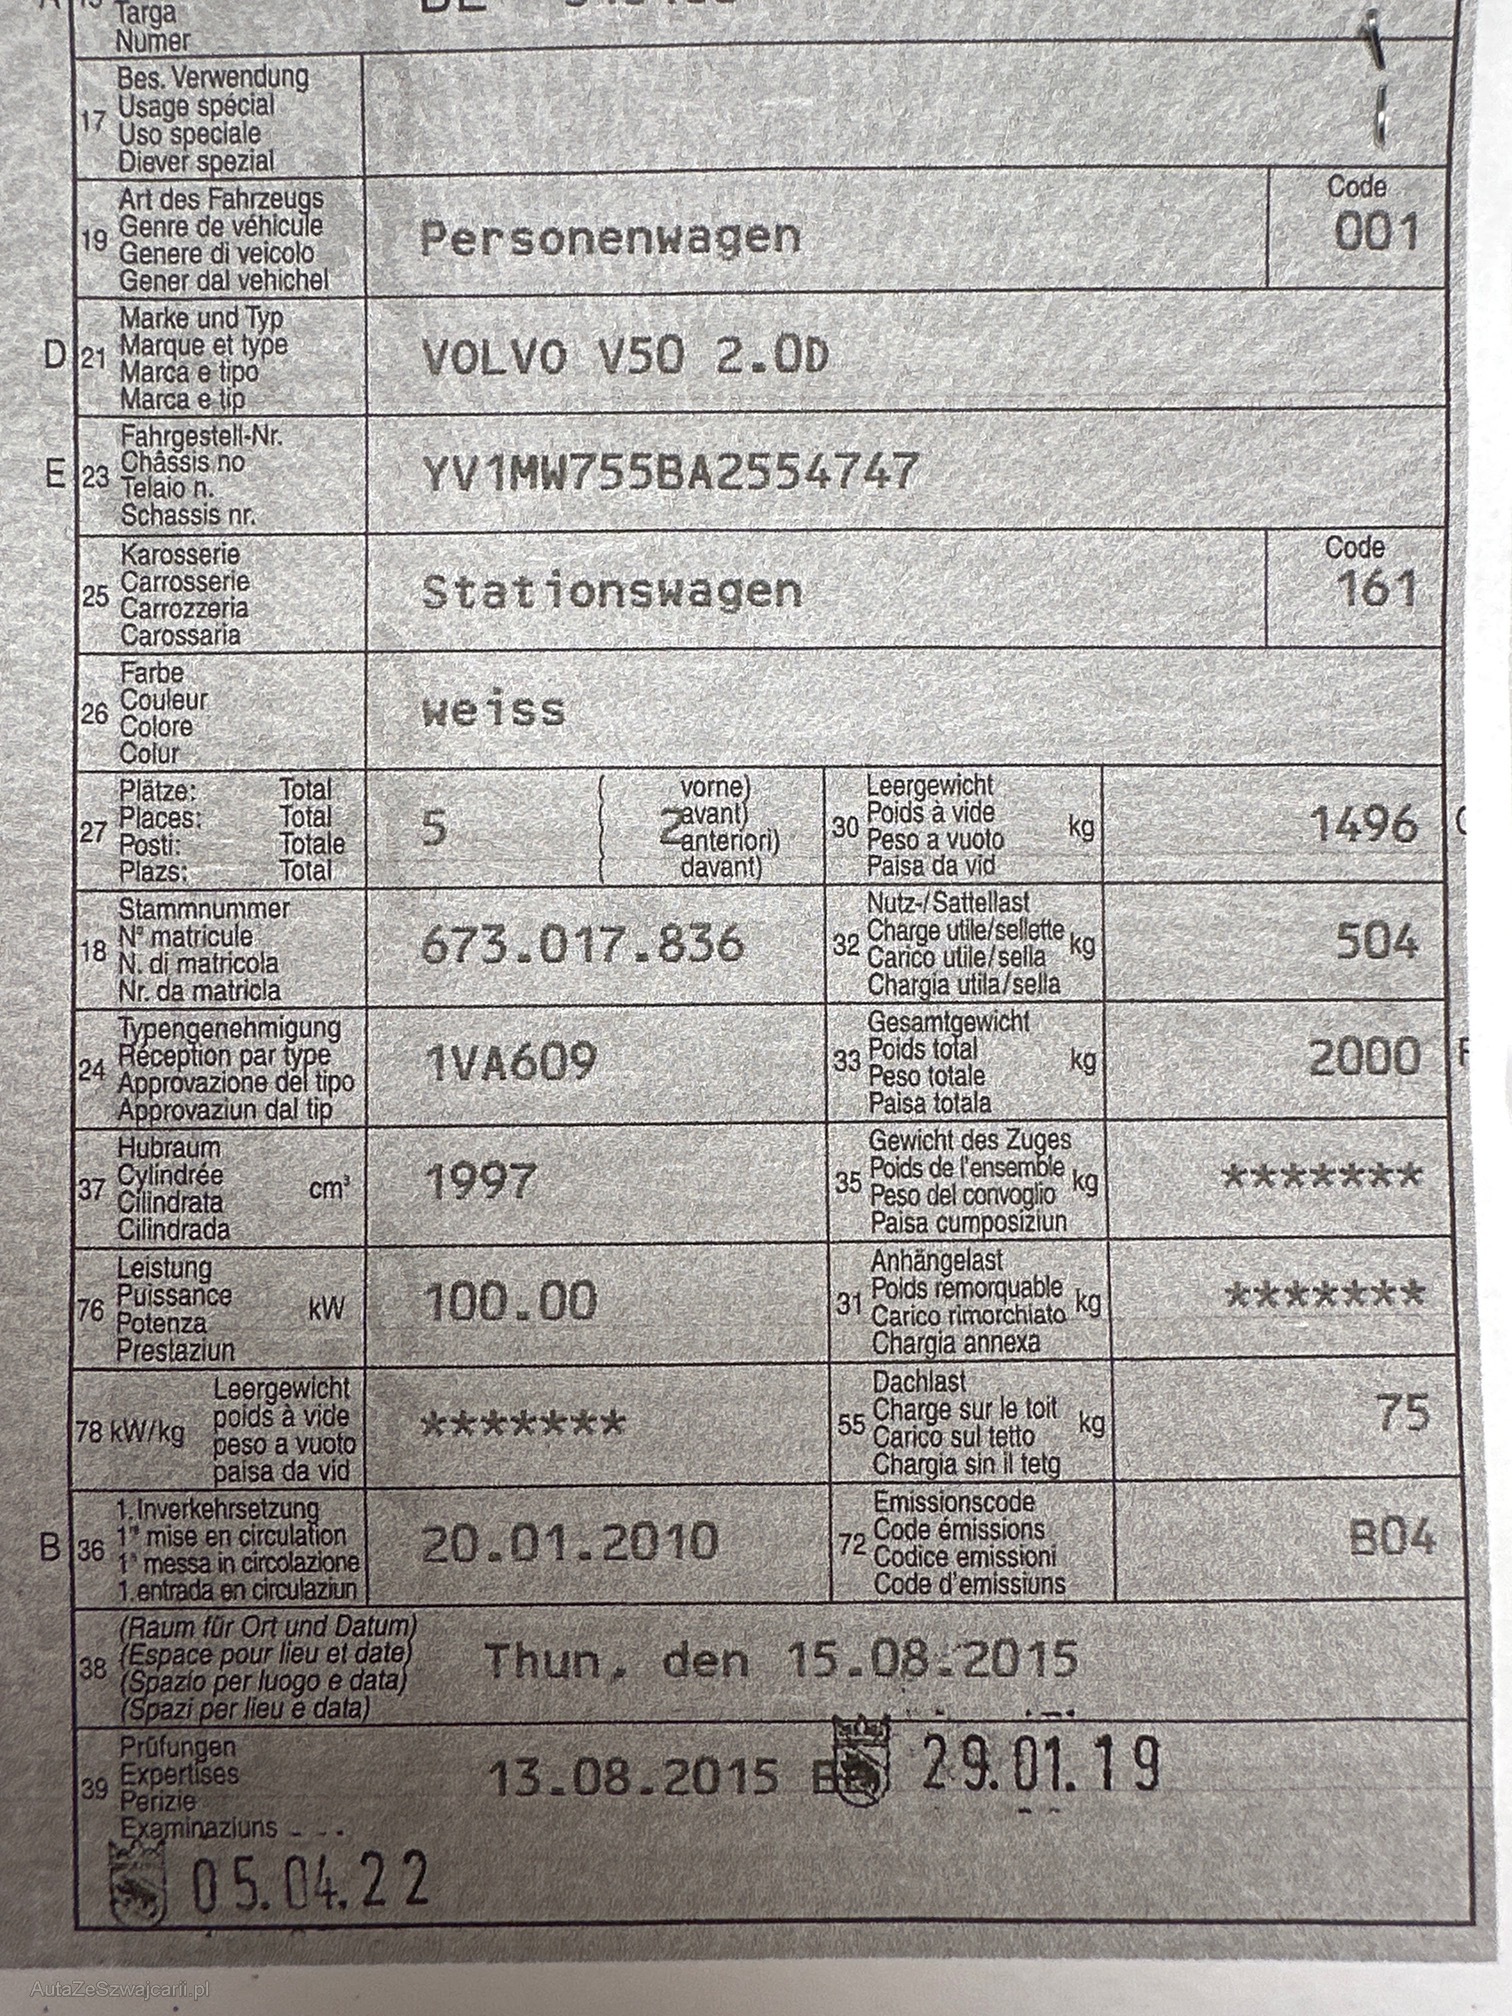 Targa
Numer
17 Bes. Verwendung
Usage spécial
Uso speciale
Diever spezial
19 Art des Fahrzeugs
Genre de véhicule
Genere di veicolo
Gener dal vehichel
Personenwagen
Code
001
D 21 Marke und Typ
Marque et type
Marca e tipo
Marca e tip
VOLVO V50 2.0D
E 23 Fahrgestell-Nr.
Châssis no
Telaio n.
Schassis nr.
YV1MW755BA2554747
25 Karosserie
Carrosserie
Carrozzeria
Carossaria
Stationswagen
Code
161
26 Farbe
Couleur
Colore
Colur
weiss
27 Plätze: Total
Places: Total
Posti: Totale
Plazs: Total
5
2
vorne)
avant)
anteriori)
davant)
30 Leergewicht
Poids à vide
Peso a vuoto
Paisa da vid
kg
1496
18 Stammnummer
N° matricule
N. di matricola
Nr. da matricla
673.017.836
32 Nutz-/Sattellast
Charge utile/sellette
Carico utile/sella
Chargia utila/sella
kg
504
24 Typengenehmigung
Réception par type
Approvazione del tipo
Approvaziun dal tip
1VA609
33 Gesamtgewicht
Poids total
Peso totale
Paisa totala
kg
2000
37 Hubraum
Cylindrée
Cilindrata
Cilindrada
cm³
1997
35 Gewicht des Zuges
Poids de l'ensemble
Peso del convoglio
Paisa cumposiziun
kg
*******
76 Leistung
Puissance
Potenza
Prestaziun
kW
100.00
31 Anhängelast
Poids remorquable
Carico rimorchiato
Chargia annexa
kg
*******
78 kW/kg
Leergewicht
poids à vide
peso a vuoto
paisa da vid
*******
55 Dachlast
Charge sur le toit
Carico sul tetto
Chargia sin il tetg
kg
75
B 36 1. Inverkehrsetzung
1re mise en circulation
1a messa in circolazione
1. entrada en circulaziun
20.01.2010
72 Emissionscode
Code émissions
Codice emissioni
Code d'emissiuns
B04
38 (Raum für Ort und Datum)
(Espace pour lieu et date)
(Spazio per luogo e data)
(Spazi per lieu e data)
Thun, den 15.08.2015
39 Prüfungen
Expertises
Perizie
Examinaziuns
13.08.2015
29.01.19
05.04.22
AutaZeSzwajcarii.pl